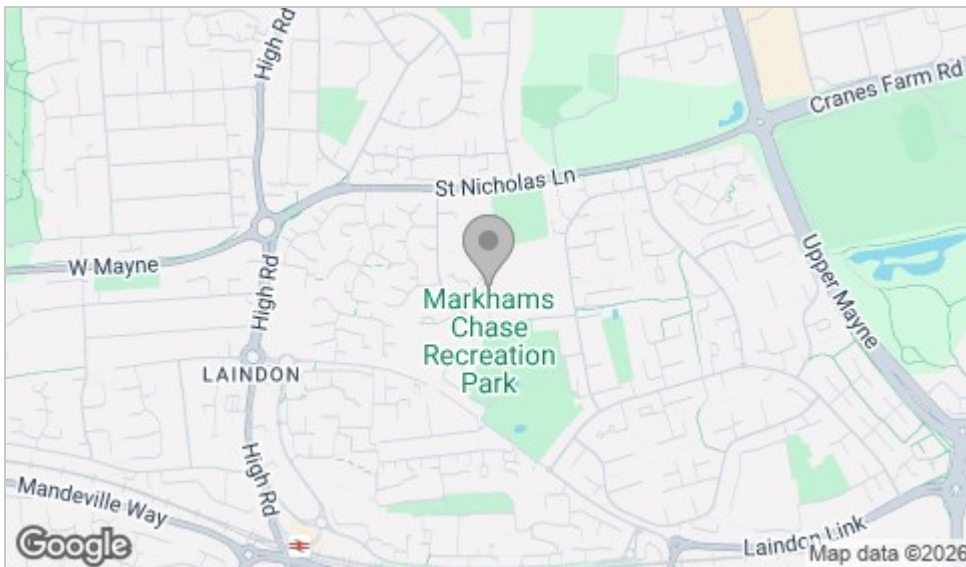 High Rd
Cranes Farm Rd
St Nicholas Ln
W Mayne
High Rd
Upper Mayne
Markhams
Chase
Recreation
Park
LAINDON
High Rd
Mandeville Way
Laindon Link
Google
Map data ©2026